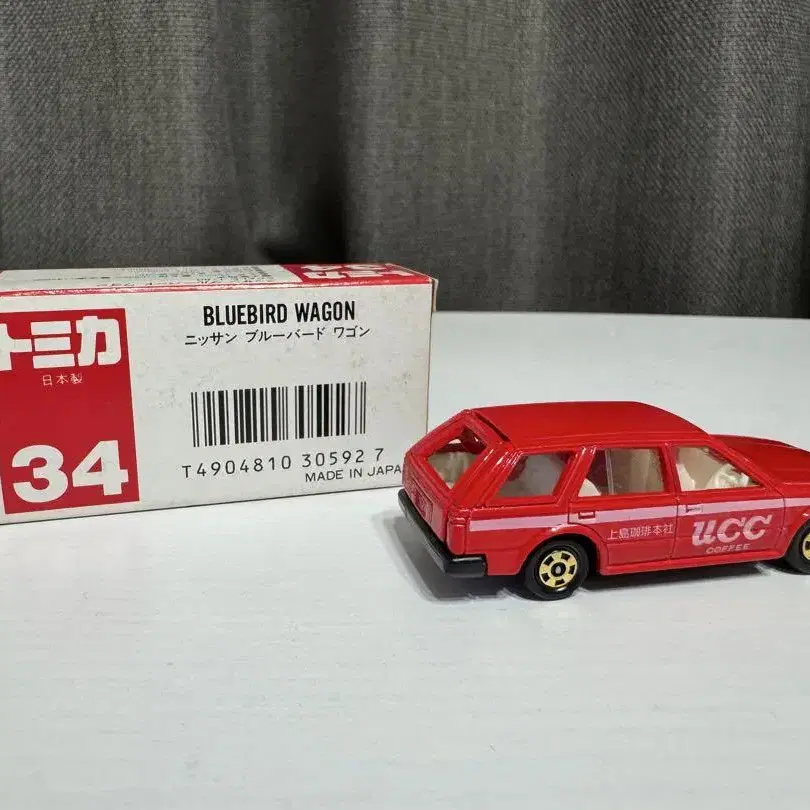 トミカ
日本製
34
BLUEBIRD WAGON
ニッサン ブルーバード ワゴン
T4904810 30592 7
MADE IN JAPA
上島珈琲本社
UCC
COFFEE